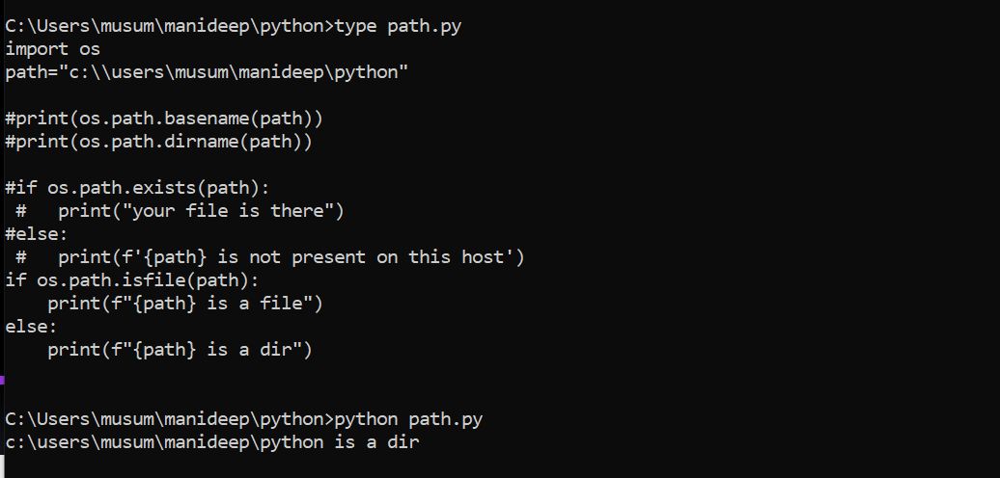 C:\Users\musum\manideep\python>type path.py
import os
path="c:\\users\musum\manideep\python"
#print(os.path.basename(path))
#print(os.path.dirname(path))
#if os.path.exists(path):
 #   print("your file is there")
#else:
 #   print(f'{path} is not present on this host')
if os.path.isfile(path):
    print(f"{path} is a file")
else:
    print(f"{path} is a dir")
C:\Users\musum\manideep\python>python path.py
c:\users\musum\manideep\python is a dir